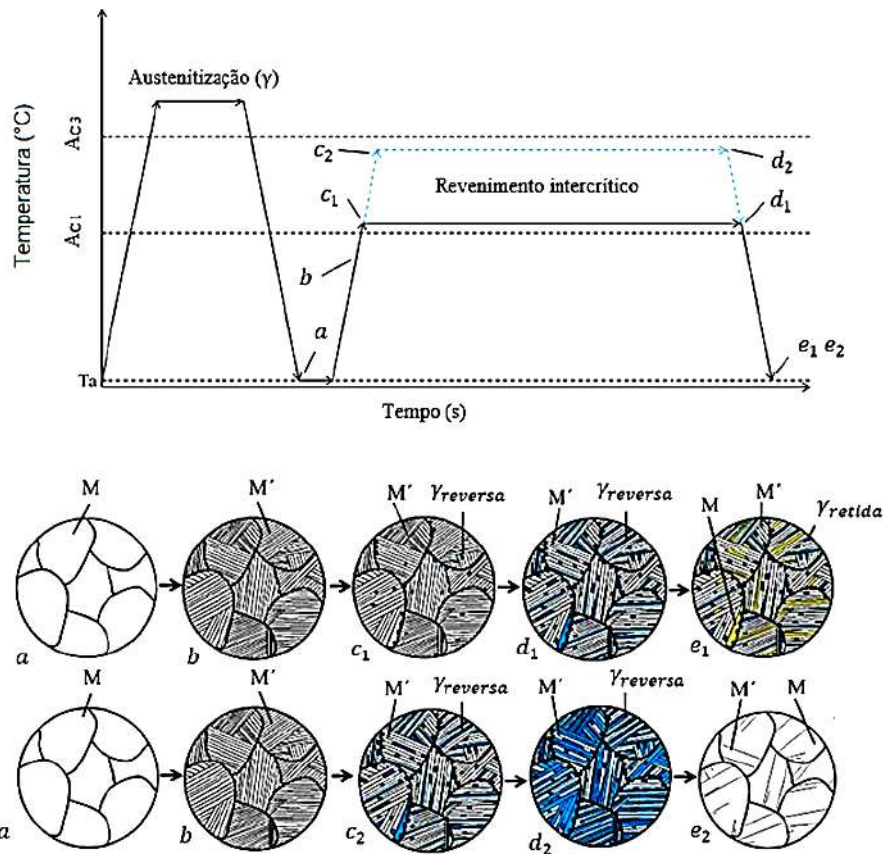 Austenitização (γ)
Temperatura (°C)
Ac3
Ac1
Ta
c₂
d₂
Revenimento intercrítico
c₁
d₁
b
a
e₁ e₂
Tempo (s)
M
M´
M´
γreversa
M´
γreversa
M
M´
γretida
a
b
c₁
d₁
e₁
M
M´
M´
γreversa
M´
γreversa
M´
M
a
b
c₂
d₂
e₂